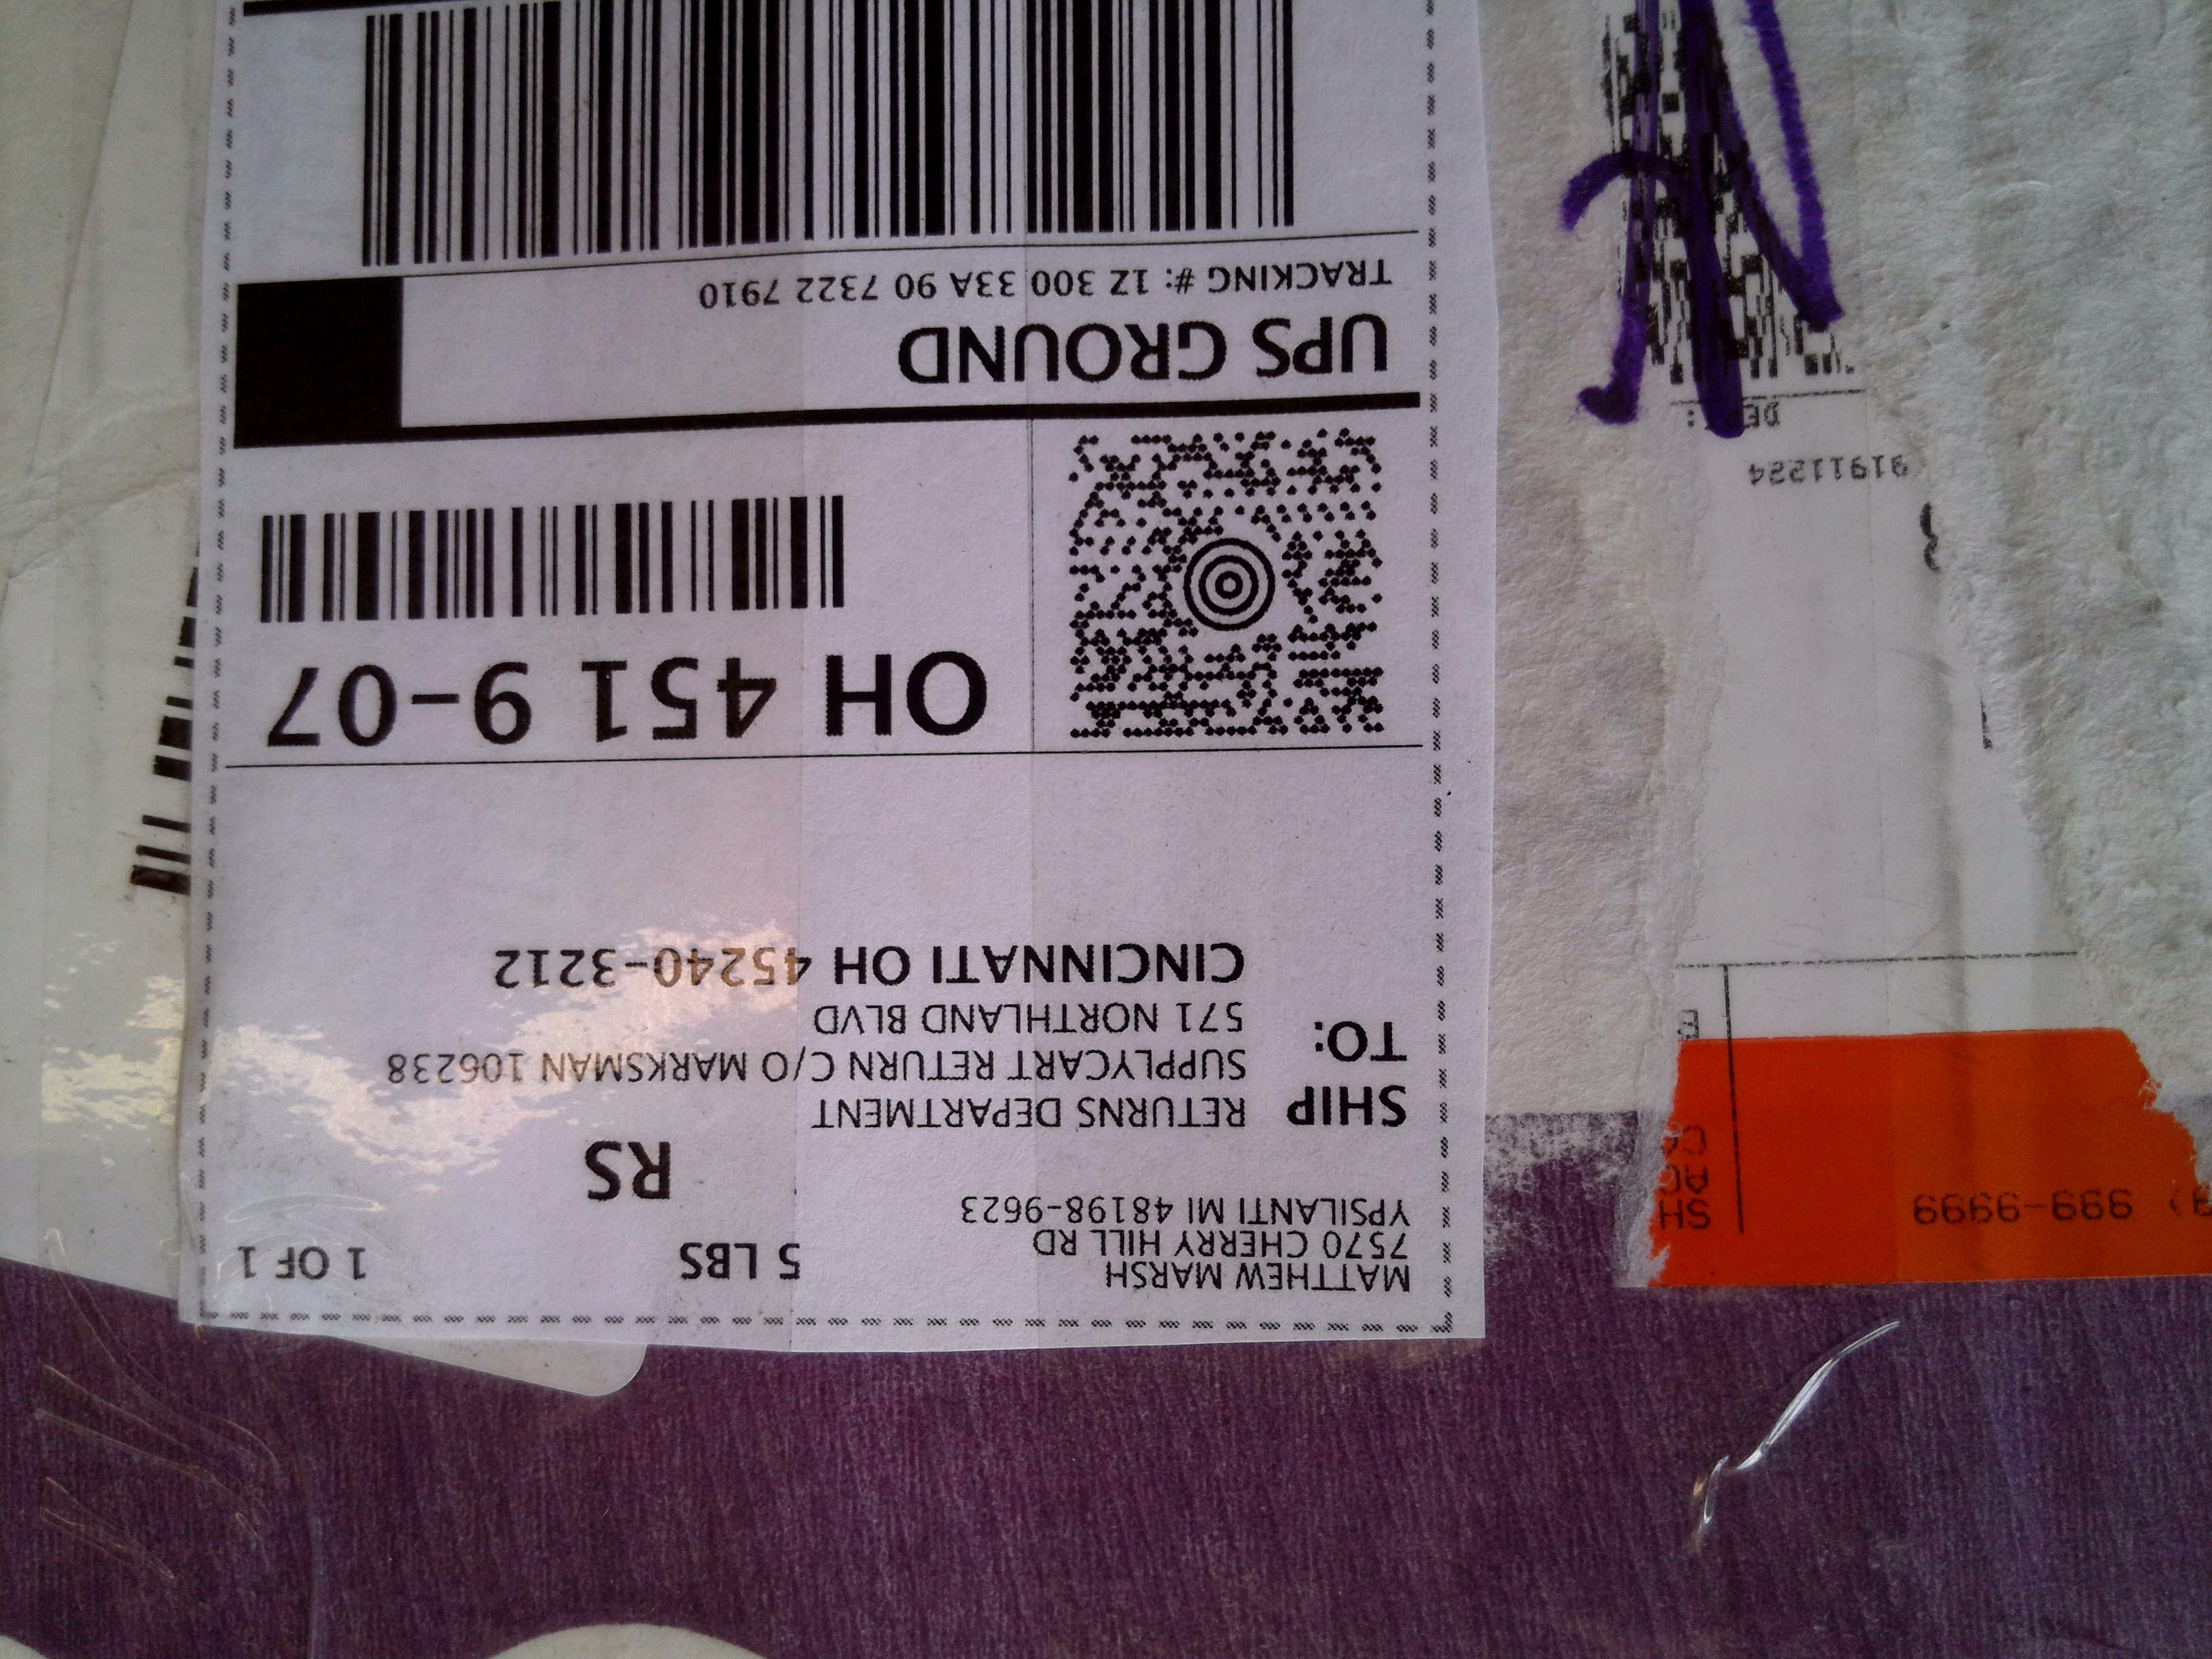 MATTHEW MARSH
7570 CHERRY HILL RD
YPSILANTI MI 48198-9623
5 LBS
1 OF 1
RS
SHIP TO:
RETURNS DEPARTMENT
SUPPLYCART RETURN C/O MARKSMAN 106238
571 NORTHLAND BLVD
CINCINNATI OH 45240-3212
OH 451 9-07
UPS GROUND
TRACKING #: 1Z 300 33A 90 7322 7910
999-9999
SH
91911224